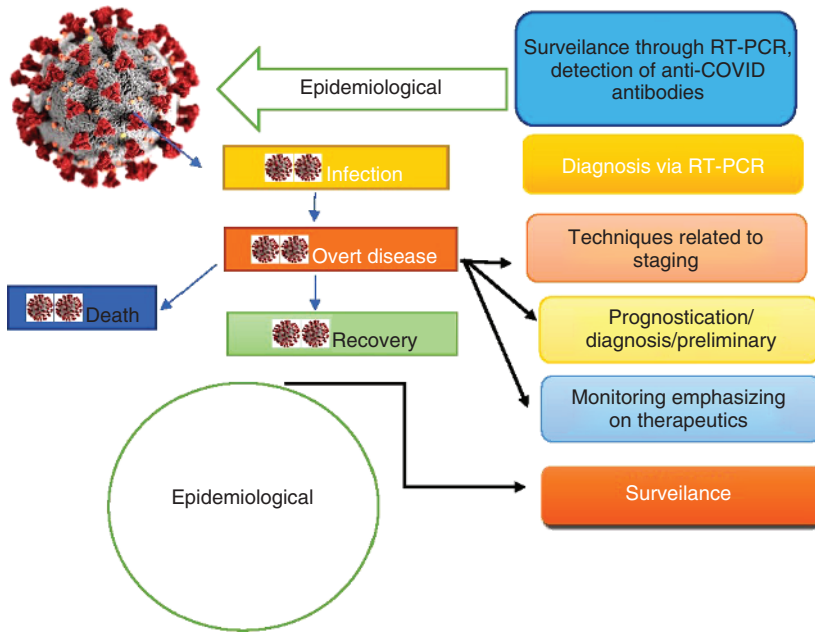 Surveilance through RT-PCR,
detection of anti-COVID
antibodies
Epidemiological
Infection
Diagnosis via RT-PCR
Overt disease
Techniques related to
staging
Death
Recovery
Prognostication/
diagnosis/preliminary
Monitoring emphasizing
on therapeutics
Epidemiological
Surveilance